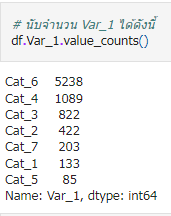 # นับจำนวน Var_1 ได้ดังนี้
df.Var_1.value_counts()
Cat_6 5238
Cat_4 1089
Cat_3 822
Cat_2 422
Cat_7 203
Cat_1 133
Cat_5 85
Name: Var_1, dtype: int64